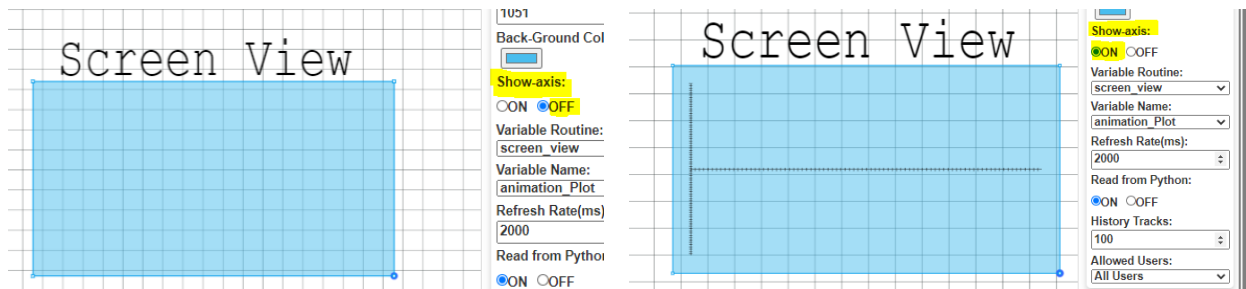 Screen View
1051
Back-Ground Col
Show-axis:
ON OFF
Variable Routine:
screen_view
Variable Name:
animation_Plot
Refresh Rate(ms)
2000
Read from Pytho
ON OFF
Screen View
Show-axis:
ON OFF
Variable Routine:
screen_view
Variable Name:
animation_Plot
Refresh Rate(ms):
2000
Read from Python:
ON OFF
History Tracks:
100
Allowed Users:
All Users